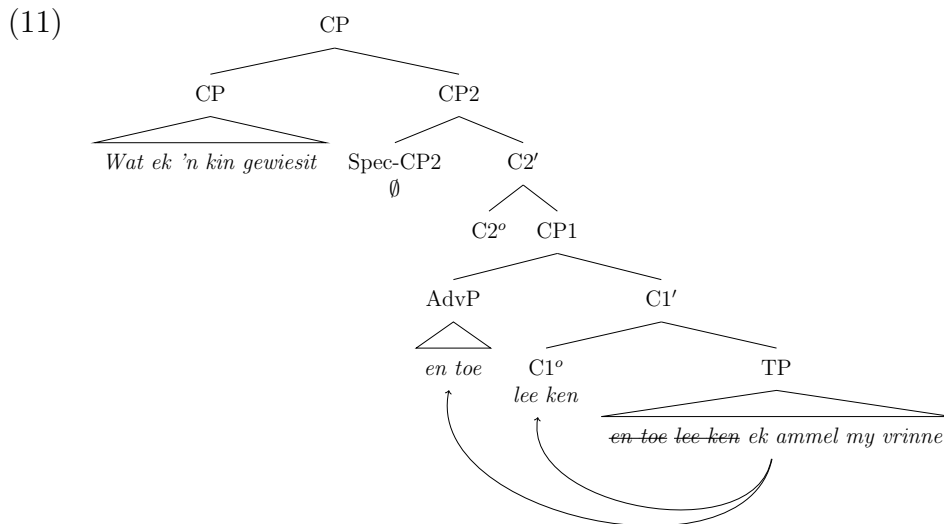 (11)
CP
CP CP2
Wat ek 'n kin gewiesit Spec-CP2 C2′
∅
C2ᵒ CP1
AdvP C1′
en toe C1ᵒ TP
lee ken
en toe lee ken ek ammel my vrinne